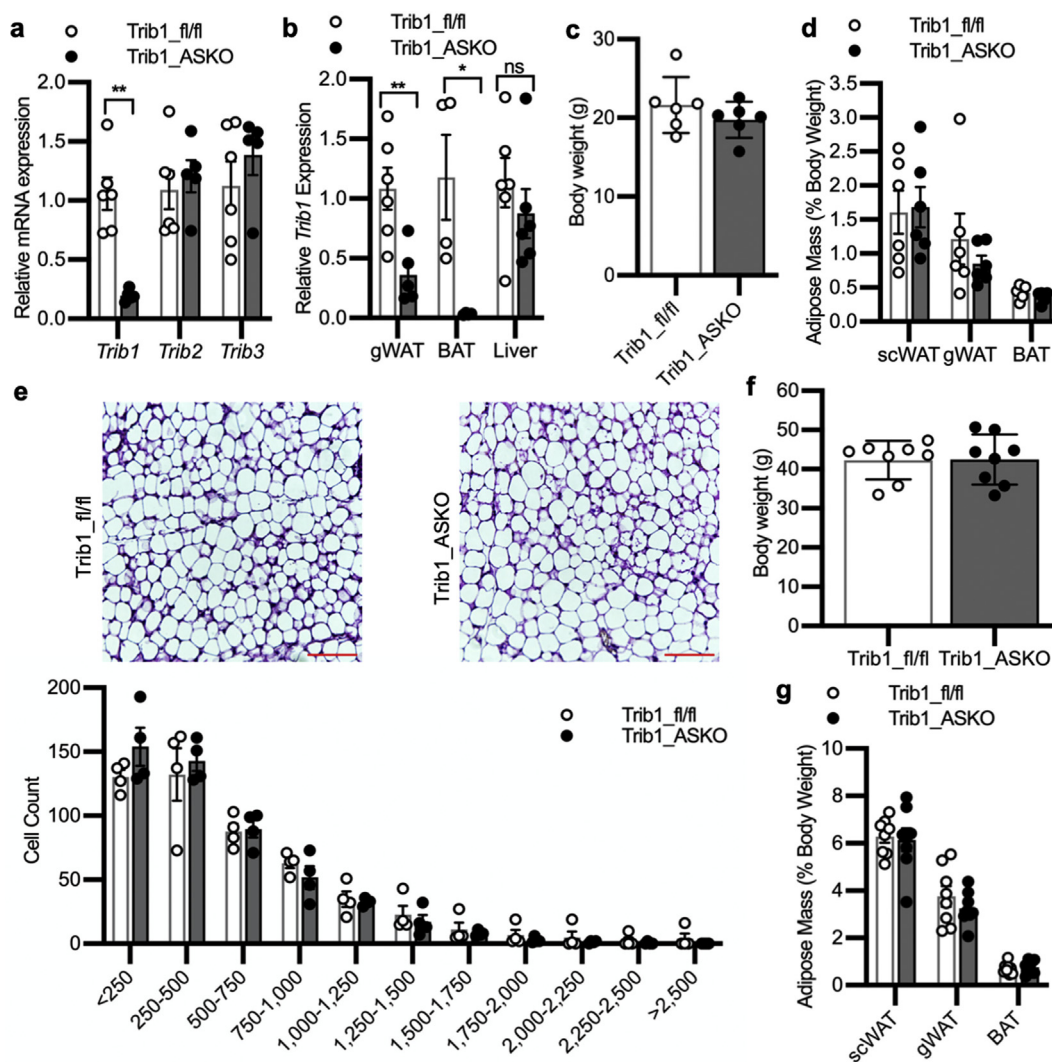 a
Trib1_fl/fl
Trib1_ASKO
Relative mRNA expression
2.0
1.5
1.0
0.5
0.0
**
Trib1 Trib2 Trib3
b
Trib1_fl/fl
Trib1_ASKO
Relative Trib1 Expression
2.0
1.5
1.0
0.5
0.0
** * ns
gWAT BAT Liver
c
Body weight (g)
30
20
10
0
Trib1_fl/fl
Trib1_ASKO
d
Trib1_fl/fl
Trib1_ASKO
Adipose Mass (% Body Weight)
3.5
3.0
2.5
2.0
1.5
1.0
0.5
0.0
scWAT gWAT BAT
e
Trib1_fl/fl
Trib1_ASKO
Trib1_fl/fl
Trib1_ASKO
Cell Count
200
150
100
50
0
<250
250-500
500-750
750-1,000
1,000-1,250
1,250-1,500
1,500-1,750
1,750-2,000
2,000-2,250
2,250-2,500
>2,500
f
Body weight (g)
60
50
40
30
20
10
0
Trib1_fl/fl Trib1_ASKO
g
Trib1_fl/fl
Trib1_ASKO
Adipose Mass (% Body Weight)
10
8
6
4
2
0
scWAT
gWAT
BAT